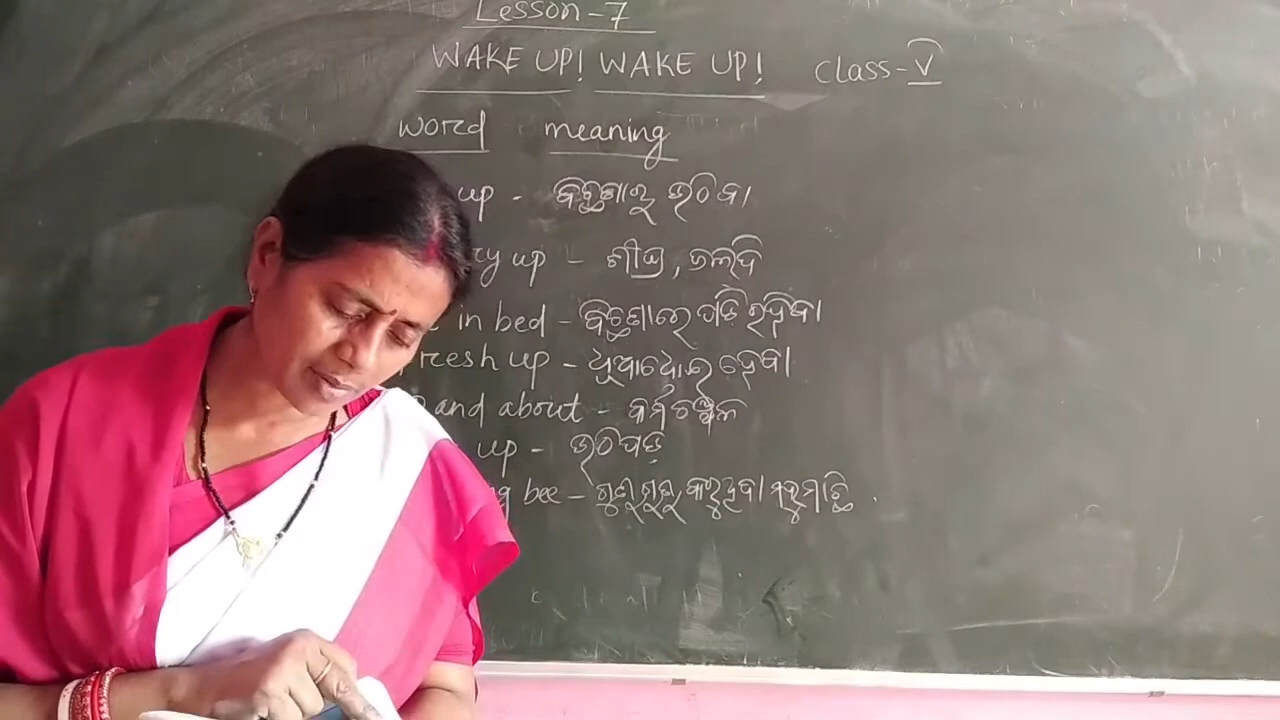 Lesson-7
WAKE UP! WAKE UP! class-V
word meaning
up - ବିଛଣାରୁ ଉଠିବା
ry up - ଶୀଘ୍ର, ଜଲଦି
in bed - ବିଛଣାରେ ପଡ଼ି ରହିବା
resh up - ଧୂଆଧୋଇ ହେବା
and about - କର୍ମଚଞ୍ଚଳ
up - ଉଠିପଡ଼
g bee - ଗୁଣୁଗୁଣୁ ମହୁମାଛି .